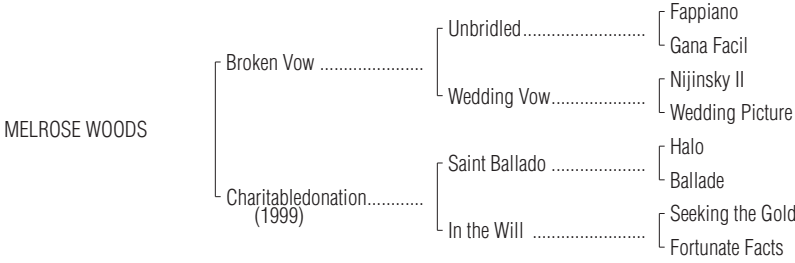 Fappiano
Unbridled..........................
Gana Facil
Broken Vow ......................
Nijinsky II
Wedding Vow....................
Wedding Picture
MELROSE WOODS
Halo
Saint Ballado ....................
Ballade
Charitabledonation............
(1999)
Seeking the Gold
In the Will ........................
Fortunate Facts